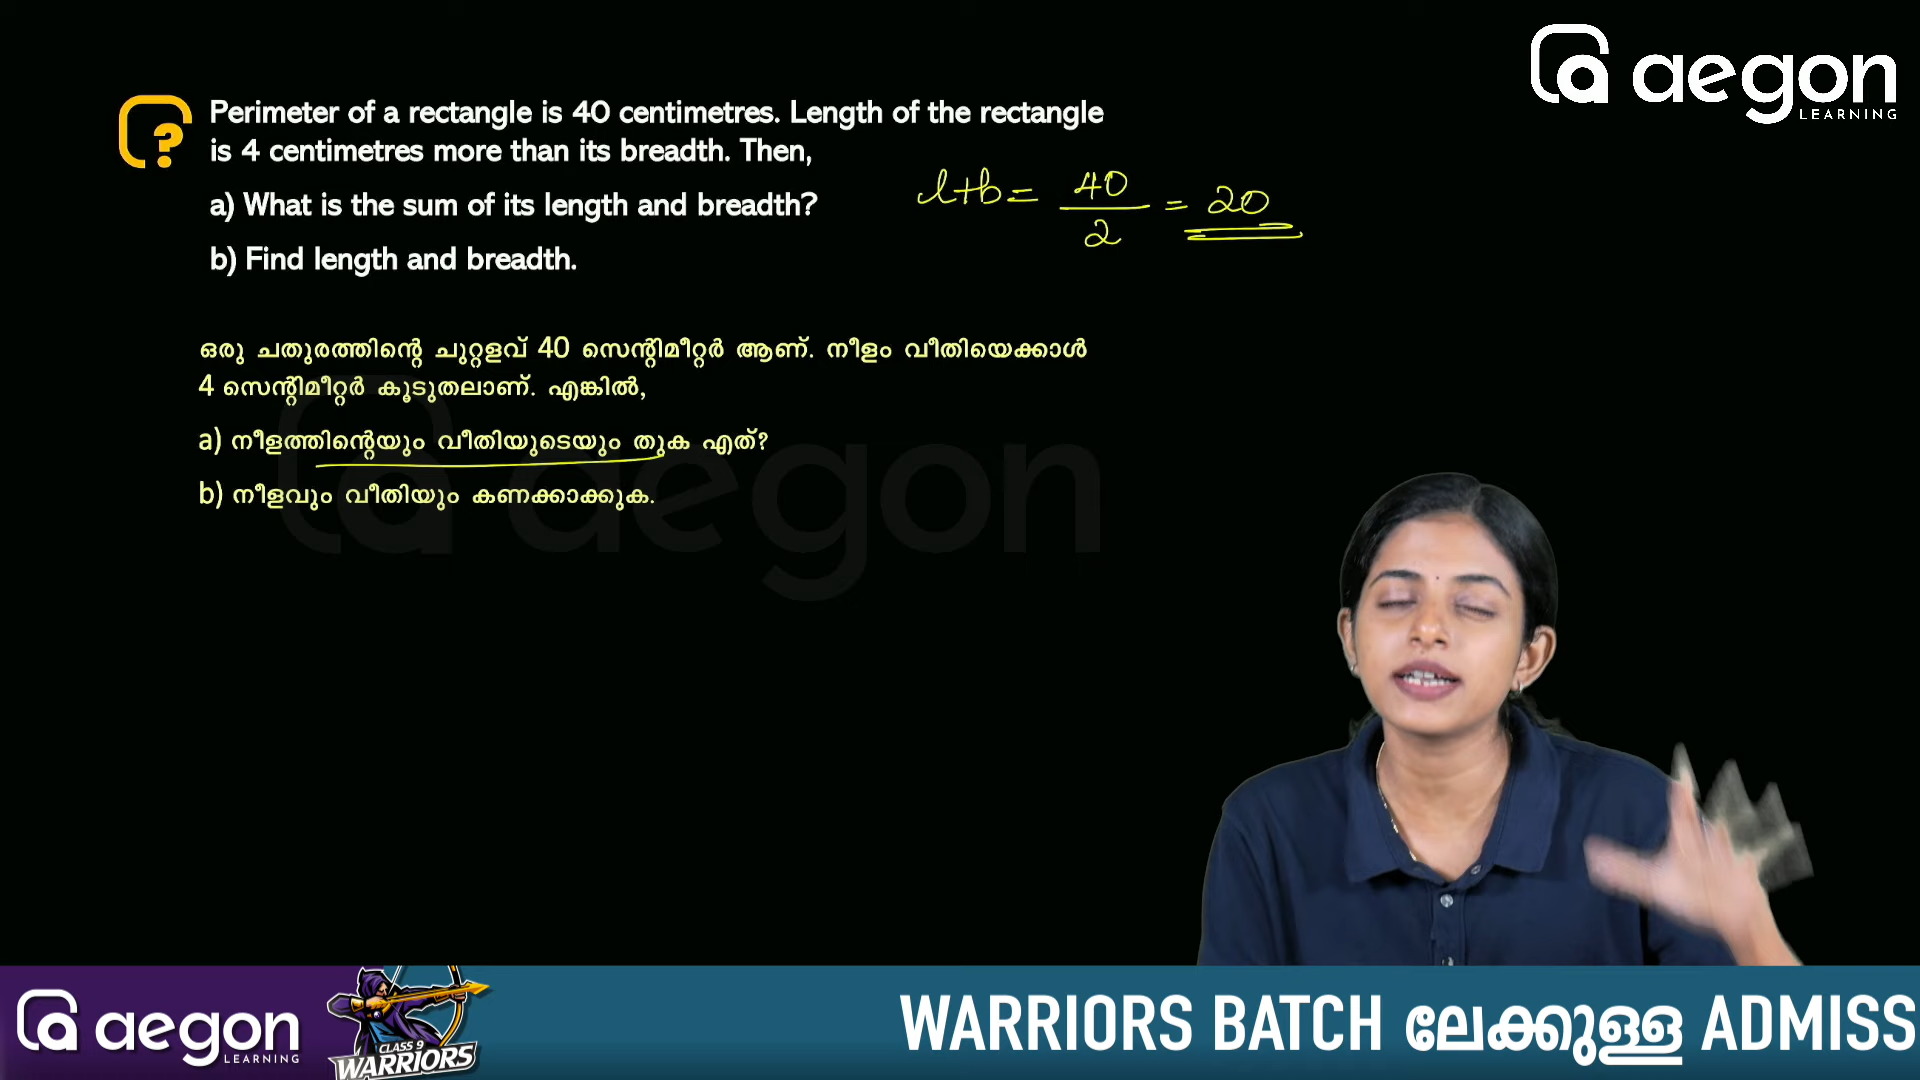 aegon
LEARNING
Perimeter of a rectangle is 40 centimetres. Length of the rectangle
is 4 centimetres more than its breadth. Then,
a) What is the sum of its length and breadth?
l+b = 40/2 = 20
b) Find length and breadth.
ഒരു ചതുരത്തിന്റെ ചുറ്റളവ് 40 സെന്റിമീറ്റർ ആണ്. നീളം വീതിയെക്കാൾ
4 സെന്റിമീറ്റർ കൂടുതലാണ്. എങ്കിൽ,
a) നീളത്തിന്റെയും വീതിയുടെയും തുക എത്?
b) നീളവും വീതിയും കണക്കാക്കുക.
aegon
aegon
LEARNING
CLASS 9
WARRIORS
WARRIORS BATCH ലേക്കുള്ള ADMISS